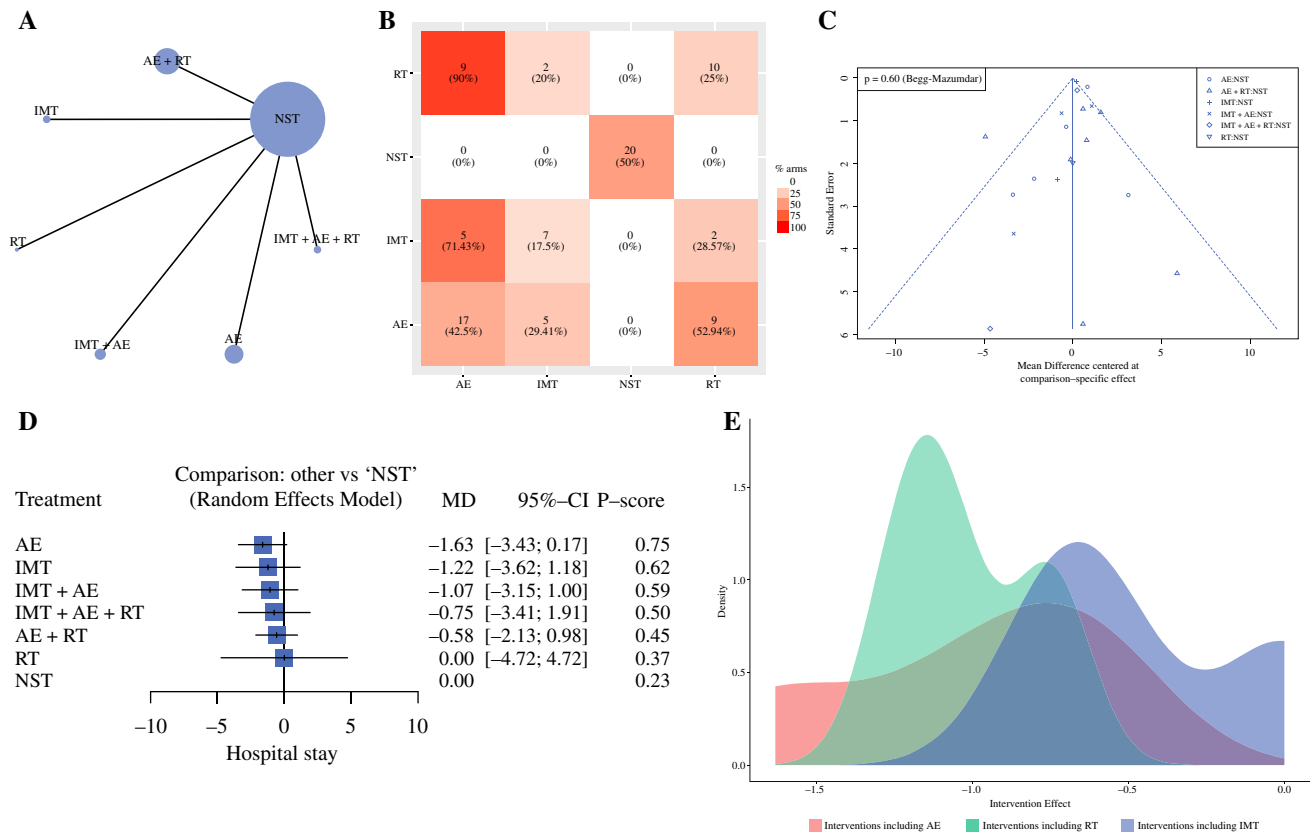 A
AE + RT
NST
IMT
RT
IMT + AE + RT
IMT + AE
AE
B
RT
9
(90%)
2
(20%)
0
(0%)
10
(25%)
NST
0
(0%)
0
(0%)
20
(50%)
0
(0%)
IMT
5
(71.43%)
7
(17.5%)
0
(0%)
2
(28.57%)
AE
17
(42.5%)
5
(29.41%)
0
(0%)
9
(52.94%)
AE IMT NST RT
% arms
0
25
50
75
100
C
p = 0.60 (Begg-Mazumdar)
AE:NST
AE + RT:NST
IMT:NST
IMT + AE:NST
IMT + AE + RT:NST
RT:NST
Standard Error
0
1
2
3
4
5
6
−10 −5 0 5 10
Mean Difference centered at
comparison–specific effect
D
Comparison: other vs ‘NST’
Treatment (Random Effects Model) MD 95%–CI P–score
AE −1.63 [−3.43; 0.17] 0.75
IMT −1.22 [−3.62; 1.18] 0.62
IMT + AE −1.07 [−3.15; 1.00] 0.59
IMT + AE + RT −0.75 [−3.41; 1.91] 0.50
AE + RT −0.58 [−2.13; 0.98] 0.45
RT 0.00 [−4.72; 4.72] 0.37
NST 0.00 0.23
−10 −5 0 5 10
Hospital stay
E
Density
1.5
1.0
0.5
0.0
−1.5 −1.0 −0.5 0.0
Intervention Effect
Interventions including AE Interventions including RT Interventions including IMT